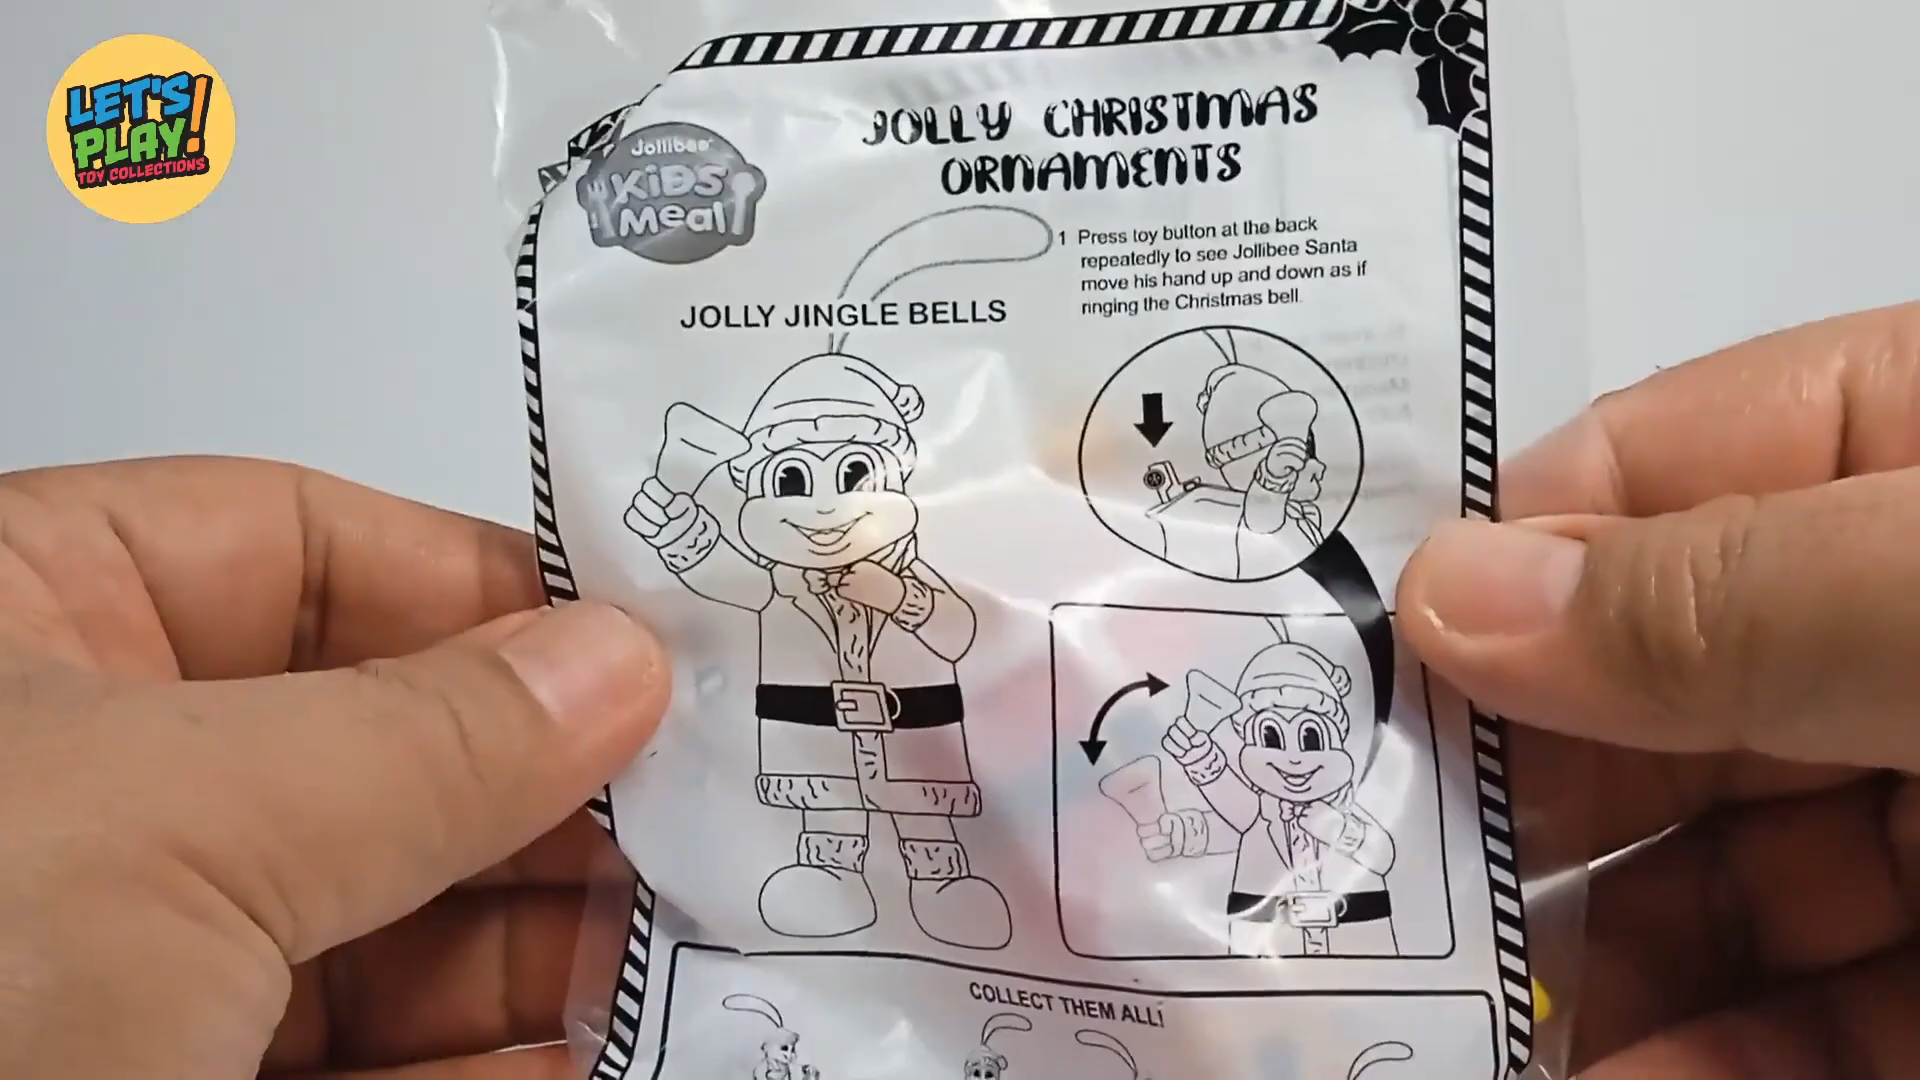 LET'S
PLAY!
TOY COLLECTIONS
Jollibee
KiDS
Meal
JOLLY CHRISTMAS
ORNAMENTS
JOLLY JINGLE BELLS
1 Press toy button at the back
repeatedly to see Jollibee Santa
move his hand up and down as if
ringing the Christmas bell.
COLLECT THEM ALL!